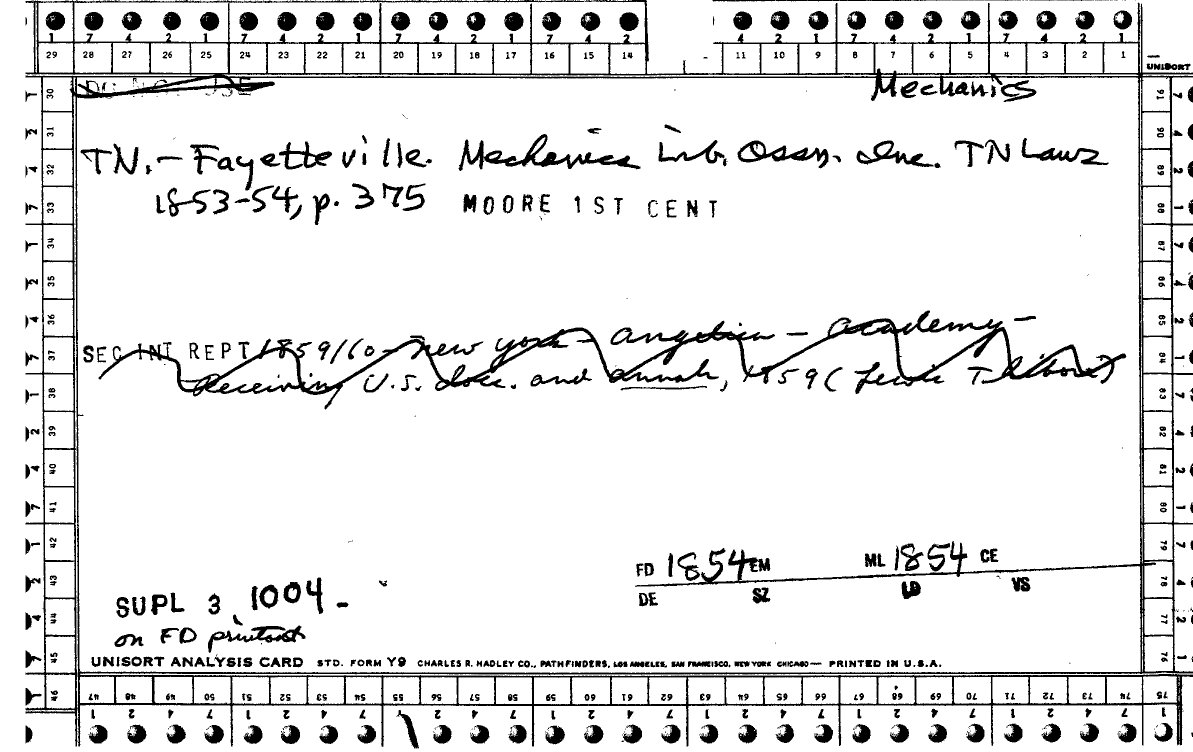 7 4 2 1 7 4 2 1 7 4 2 1 7 4 2 4 2 1 7 4 2 1 7 4 2 1
29 28 27 26 25 24 23 22 21 20 19 18 17 16 15 14 11 10 9 8 7 6 5 4 3 2 1
UNISORT
Mechanics
TN.- Fayetteville. Mechanics Lib. Assn. Inc. TN Laws
1853-54, p. 375 MOORE 1ST CENT
SEC INT REPT 1859/60 - New York - Angelica - academy -
Receiving U.S. docs. and annals, 1859 (Lewis
FD 1854 EM ML 1854 CE
DE SZ LD VS
SUPL 3 1004 -
on FD printout
UNISORT ANALYSIS CARD STD. FORM Y9 CHARLES R. HADLEY CO., PATHFINDERS, LOS ANGELES, SAN FRANCISCO, NEW YORK CHICAGO — PRINTED IN U.S.A.
30 31 32 33 34 35 36 37 38 39 40 41 42 43 44 45 46
91 90 89 88 87 86 85 84 83 82 81 80 79 78 77 76 75
47 48 49 50 51 52 53 54 55 56 57 58 59 60 61 62 63 64 65 66 67 68 69 70 71 72 73 74